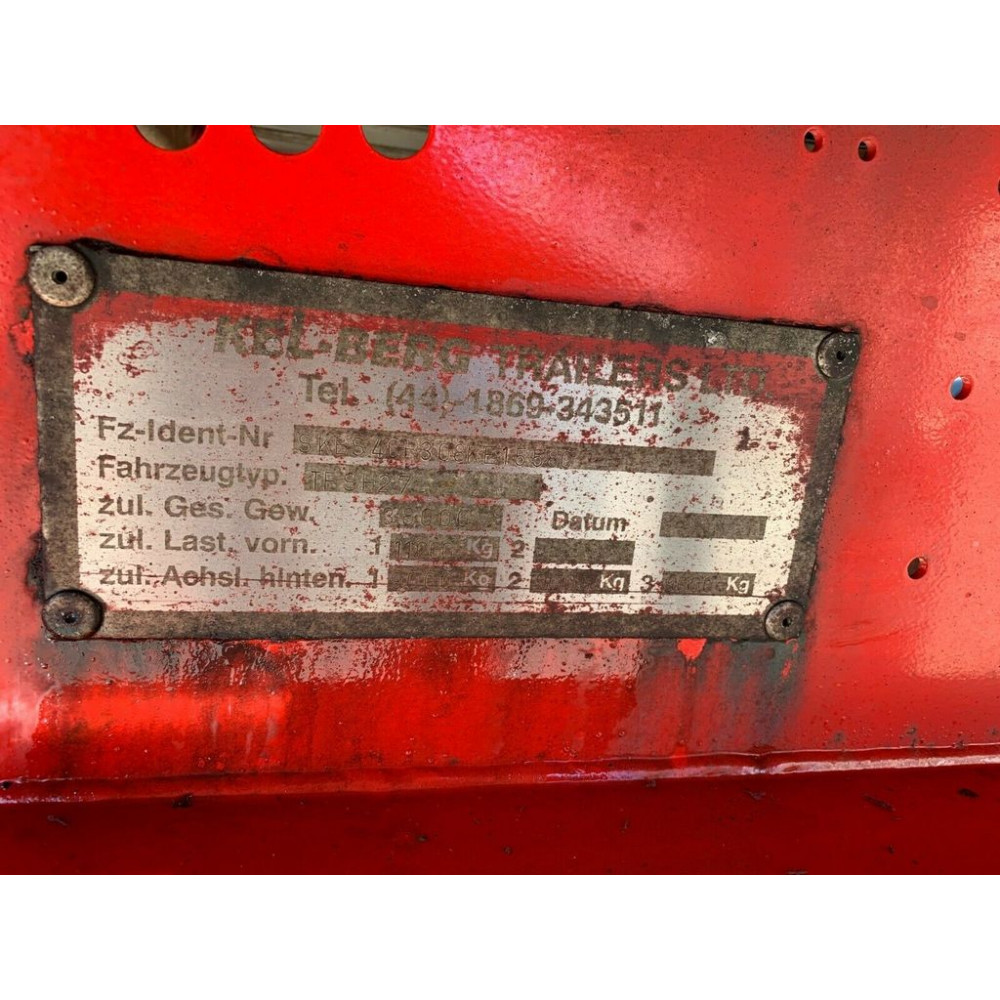 KEL-BERG TRAILERS LTD
Tel. (44)-1869-343511
Fz-Ident-Nr
Fahrzeugtyp.
zul. Ges. Gew. Datum
zul. Last. vorn. 1 Kg 2
zul. Achsl. hinten. 1 Kg 2 Kg 3 Kg